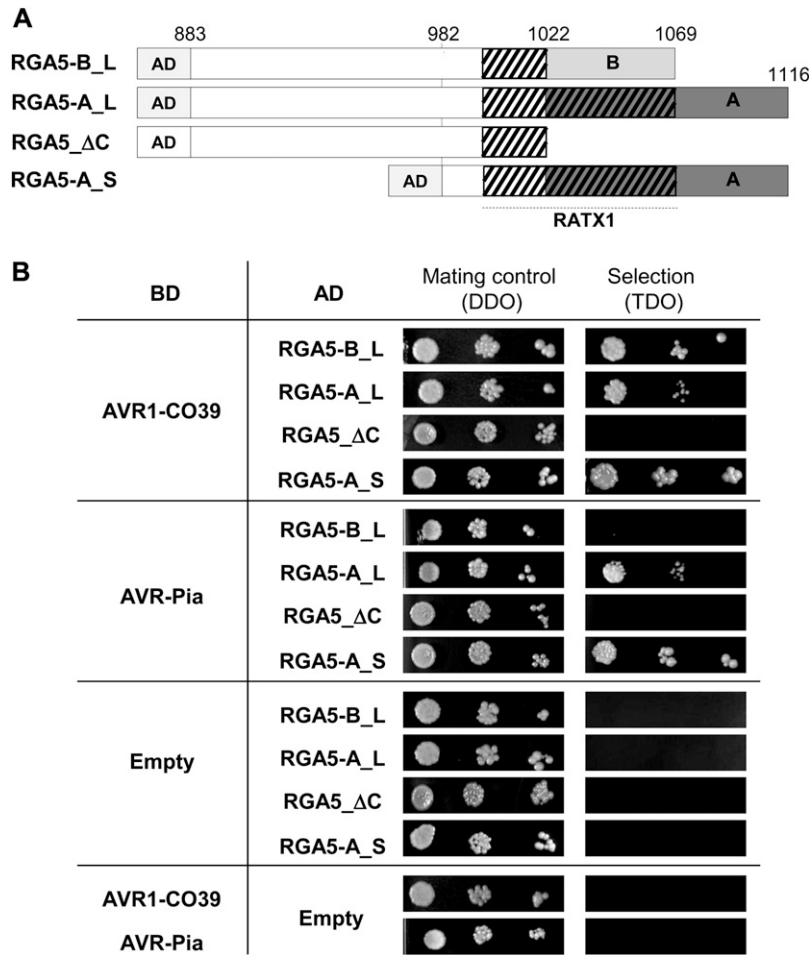 A
883 982 1022 1069
1116
RGA5-B_L AD B
RGA5-A_L AD A
RGA5_ΔC AD
RGA5-A_S AD A
RATX1
B
BD AD Mating control (DDO) Selection (TDO)
AVR1-CO39
RGA5-B_L
RGA5-A_L
RGA5_ΔC
RGA5-A_S
AVR-Pia
RGA5-B_L
RGA5-A_L
RGA5_ΔC
RGA5-A_S
Empty
RGA5-B_L
RGA5-A_L
RGA5_ΔC
RGA5-A_S
AVR1-CO39
Empty
AVR-Pia